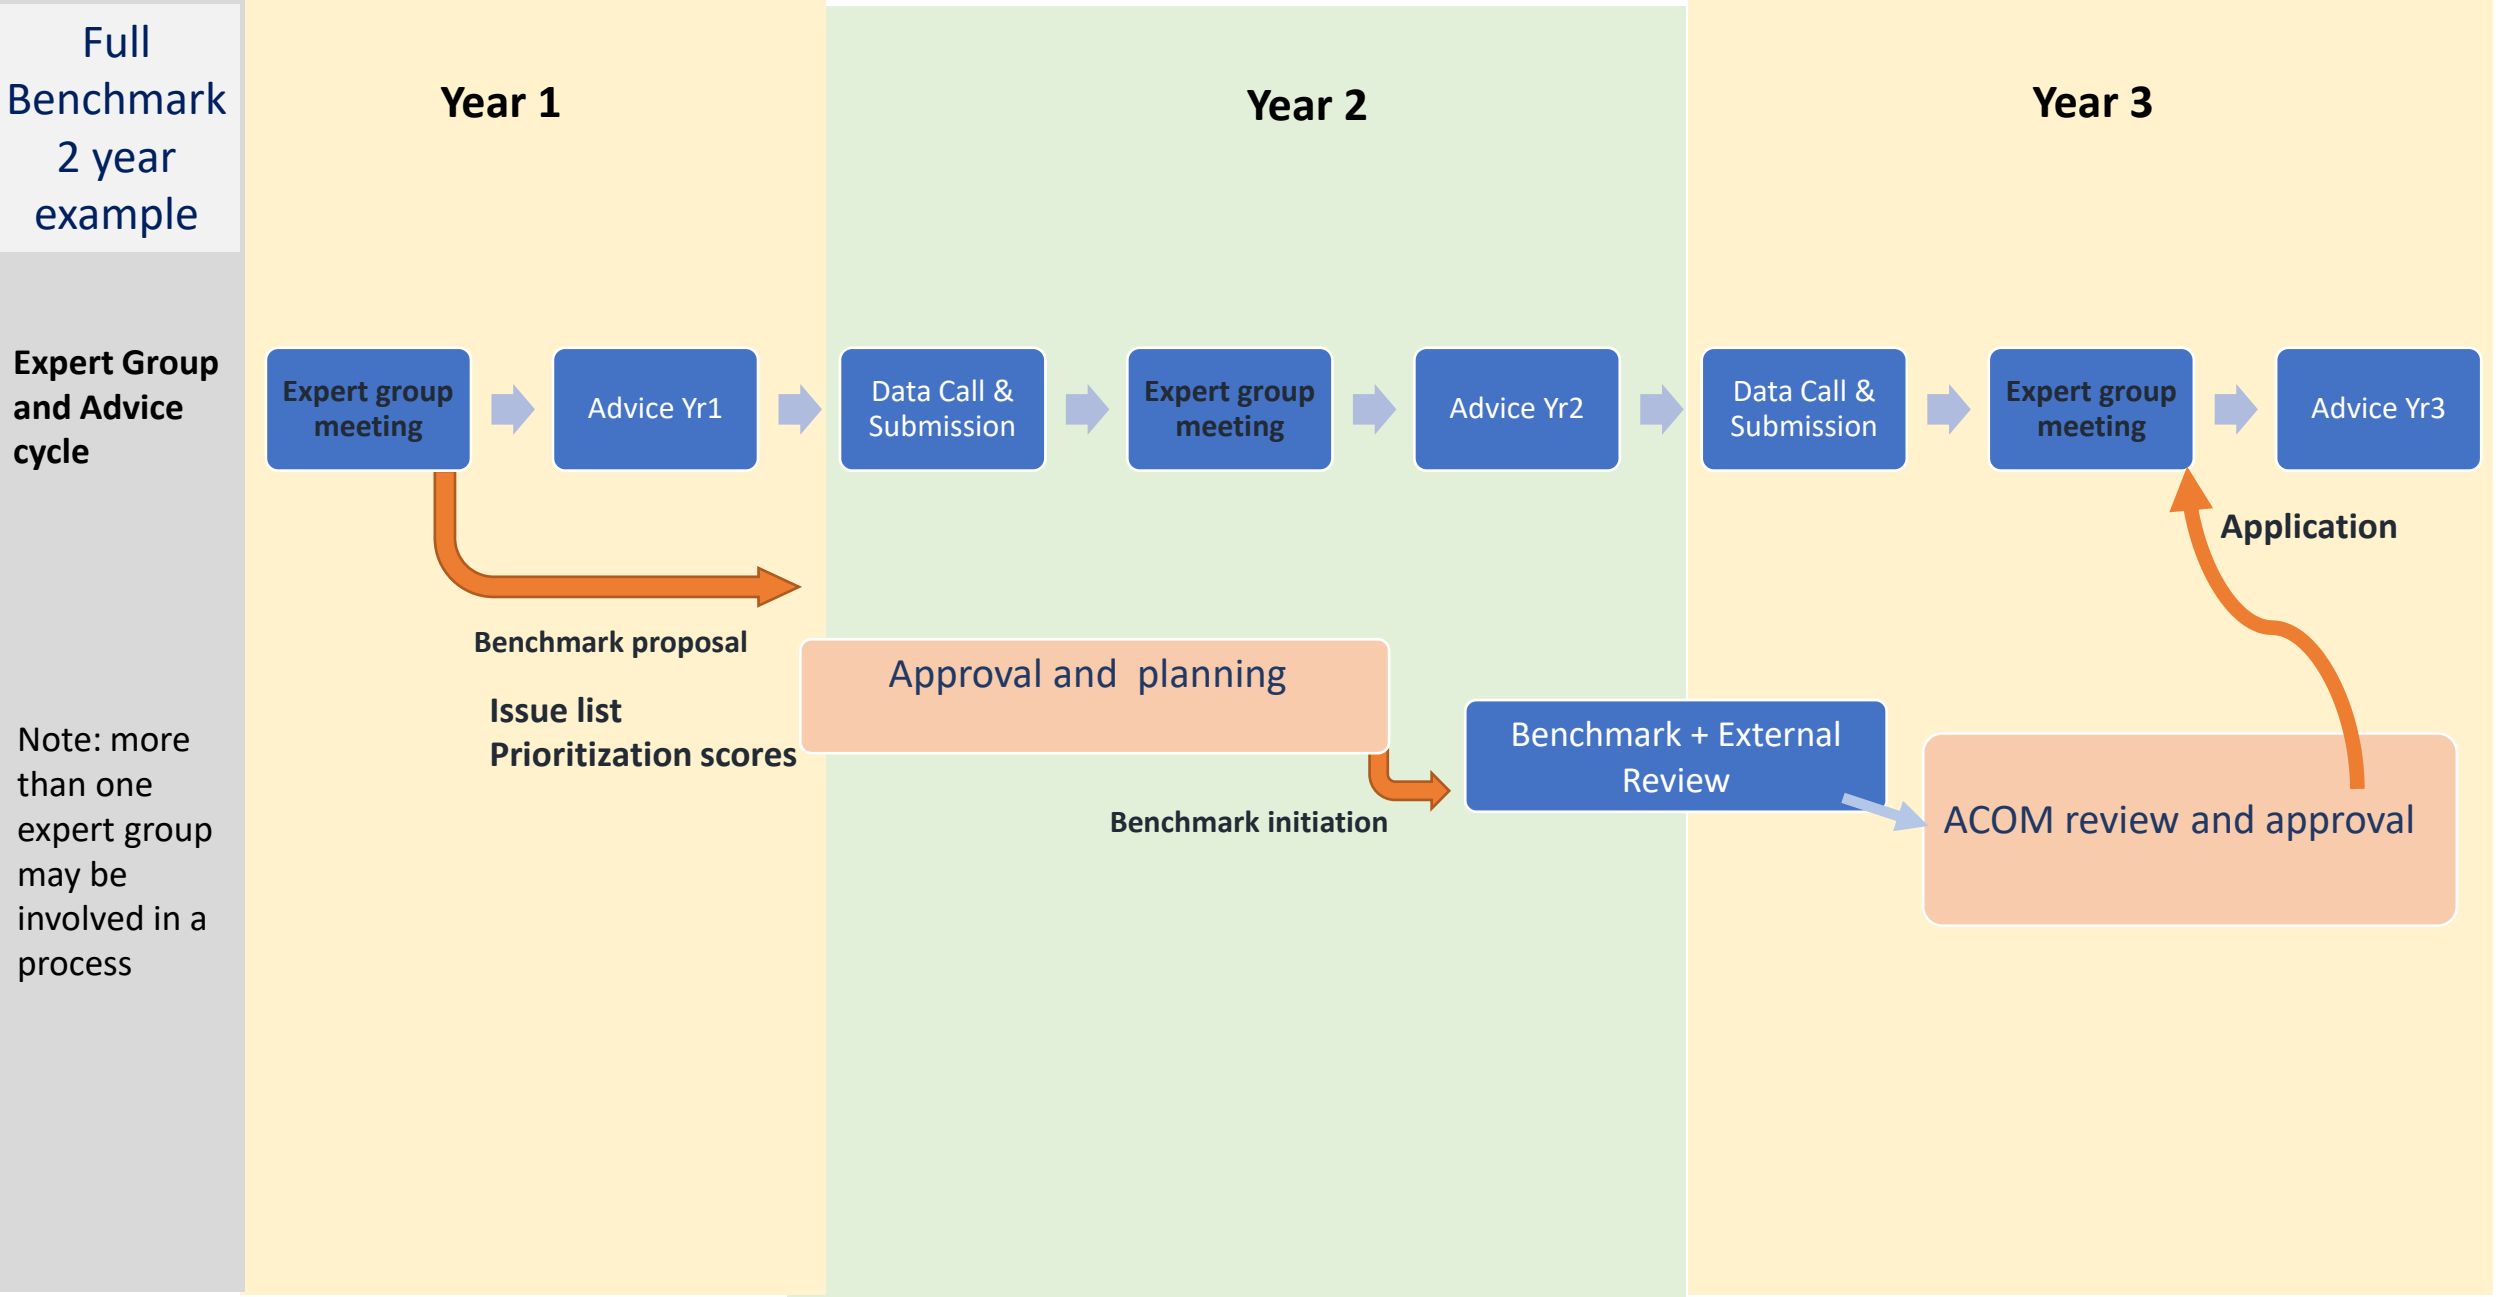 Full
Benchmark
2 year
example
Year 1
Year 2
Year 3
Expert Group
and Advice
cycle
Expert group
meeting
Advice Yr1
Data Call &
Submission
Expert group
meeting
Advice Yr2
Data Call &
Submission
Expert group
meeting
Advice Yr3
Application
Benchmark proposal
Issue list
Prioritization scores
Approval and  planning
Benchmark initiation
Benchmark + External
Review
ACOM review and approval
Note: more
than one
expert group
may be
involved in a
process